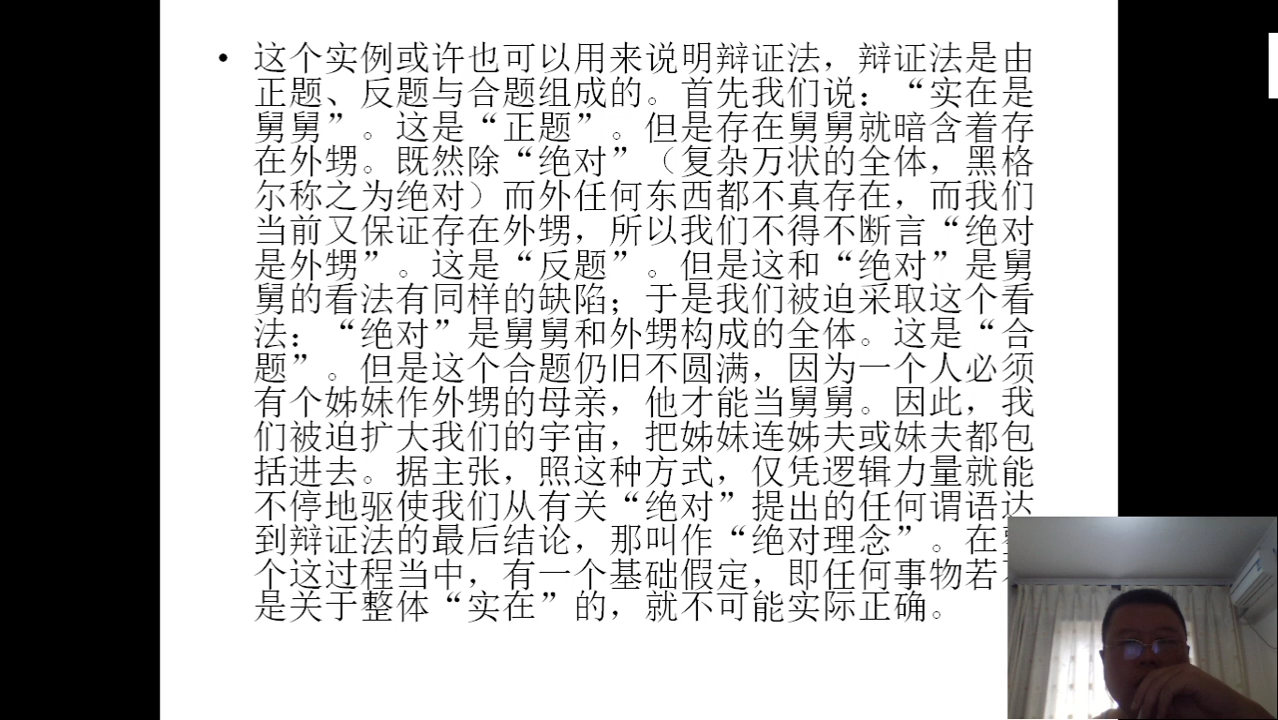 • 这个实例或许也可以用来说明辩证法，辩证法是由
正题、反题与合题组成的。首先我们说：“实在是
舅舅”。这是“正题”。但是存在舅舅就暗含着存
在外甥。既然除“绝对”（复杂万状的全体，黑格
尔称之为绝对）而外任何东西都不真存在，而我们
当前又保证存在外甥，所以我们不得不断言“绝对
是外甥”。这是“反题”。但是这和“绝对”是舅
舅的看法有同样的缺陷；于是我们被迫采取这个看
法：“绝对”是舅舅和外甥构成的全体。这是“合
题”。但是这个合题仍旧不圆满，因为一个人必须
有个姊妹作外甥的母亲，他才能当舅舅。因此，我
们被迫扩大我们的宇宙，把姊妹连姊夫或妹夫都包
括进去。据主张，照这种方式，仅凭逻辑力量就能
不停地驱使我们从有关“绝对”提出的任何谓语达
到辩证法的最后结论，那叫作“绝对理念”。在
个这过程当中，有一个基础假定，即任何事物若
是关于整体“实在”的，就不可能实际正确。